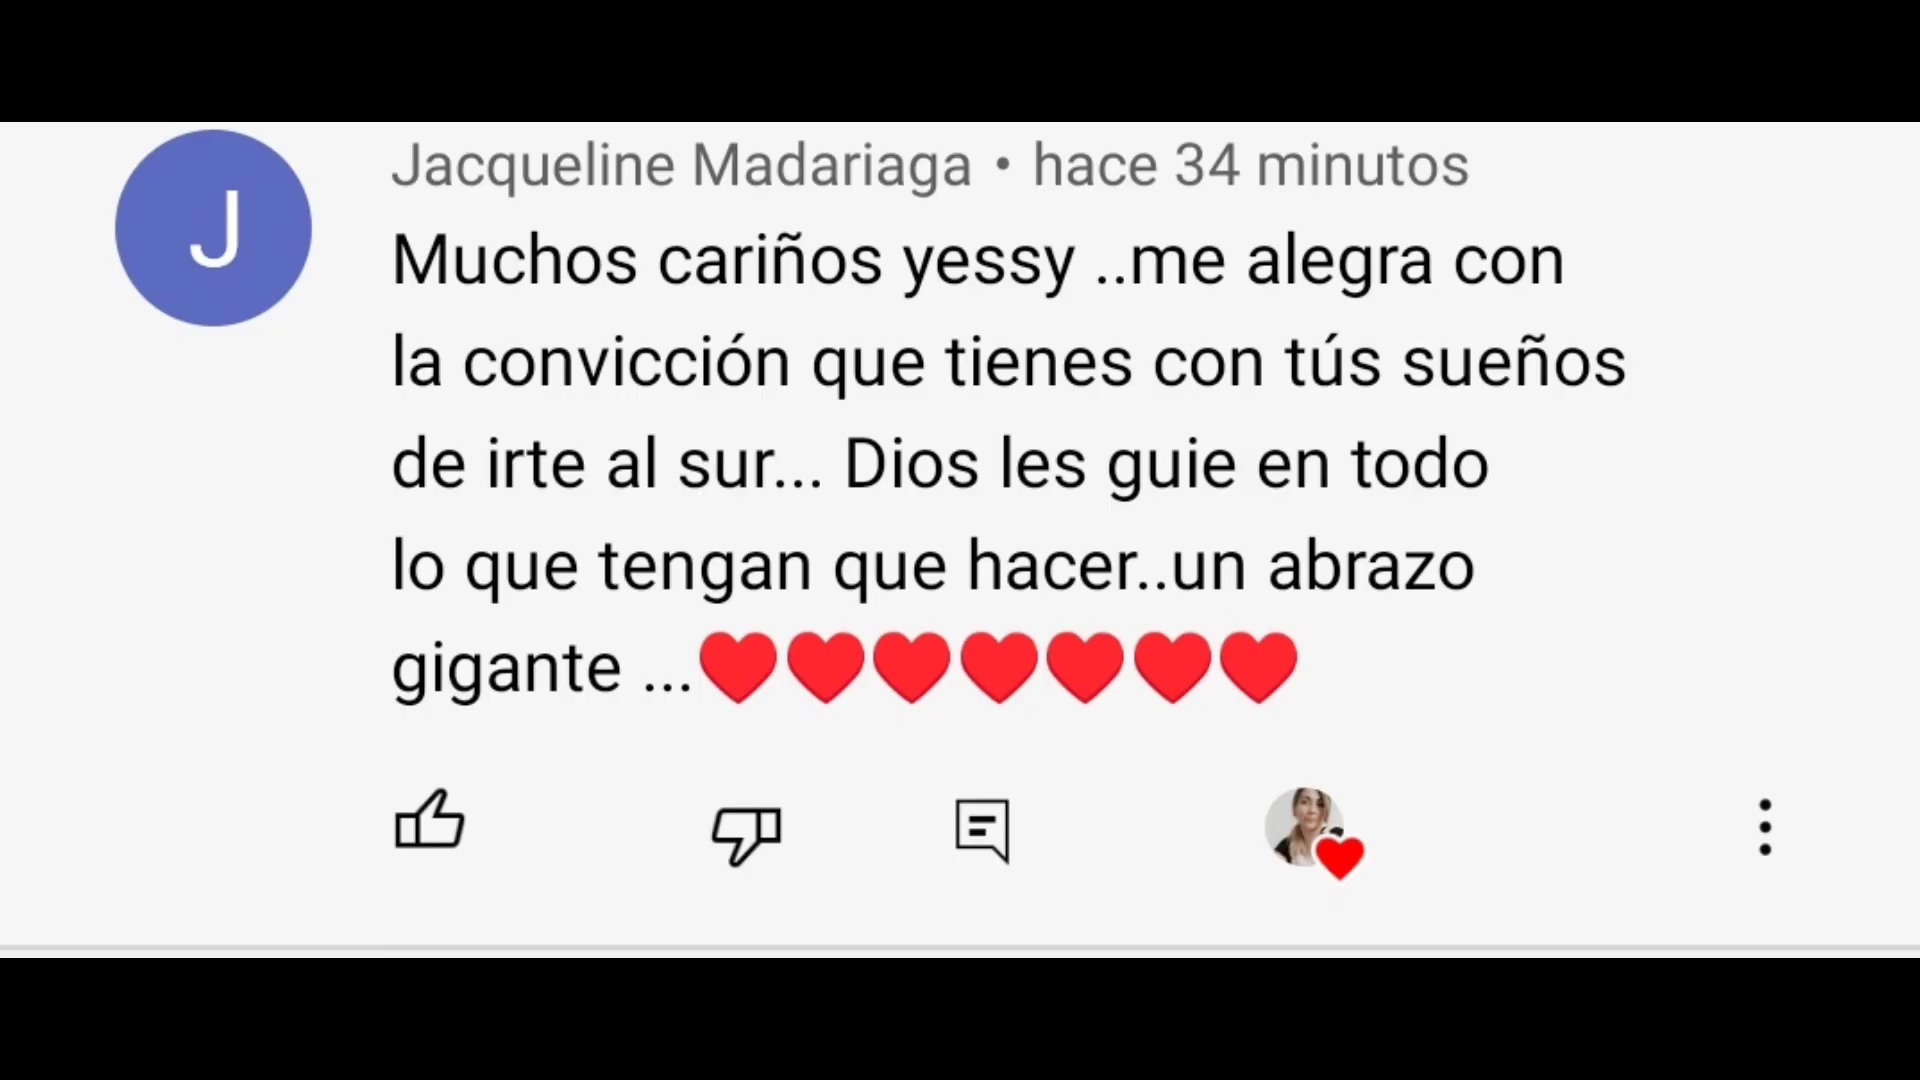 J
Jacqueline Madariaga • hace 34 minutos
Muchos cariños yessy ..me alegra con
la convicción que tienes con tús sueños
de irte al sur... Dios les guie en todo
lo que tengan que hacer..un abrazo
gigante ...♥♥♥♥♥♥♥